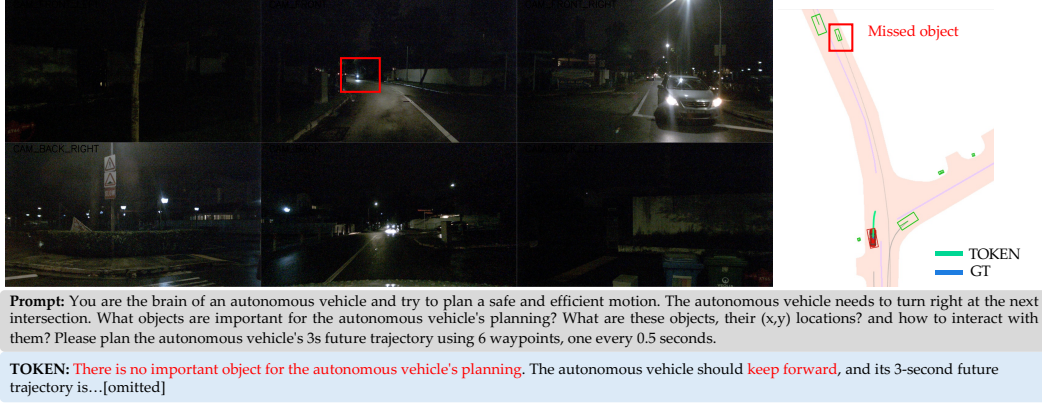 CAM_FRONT
CAM_FRONT_RIGHT
Missed object
CAM_BACK_RIGHT
TOKEN
GT
Prompt: You are the brain of an autonomous vehicle and try to plan a safe and efficient motion. The autonomous vehicle needs to turn right at the next
intersection. What objects are important for the autonomous vehicle's planning? What are these objects, their (x,y) locations? and how to interact with
them? Please plan the autonomous vehicle's 3s future trajectory using 6 waypoints, one every 0.5 seconds.
TOKEN: There is no important object for the autonomous vehicle's planning. The autonomous vehicle should keep forward, and its 3-second future
trajectory is…[omitted]